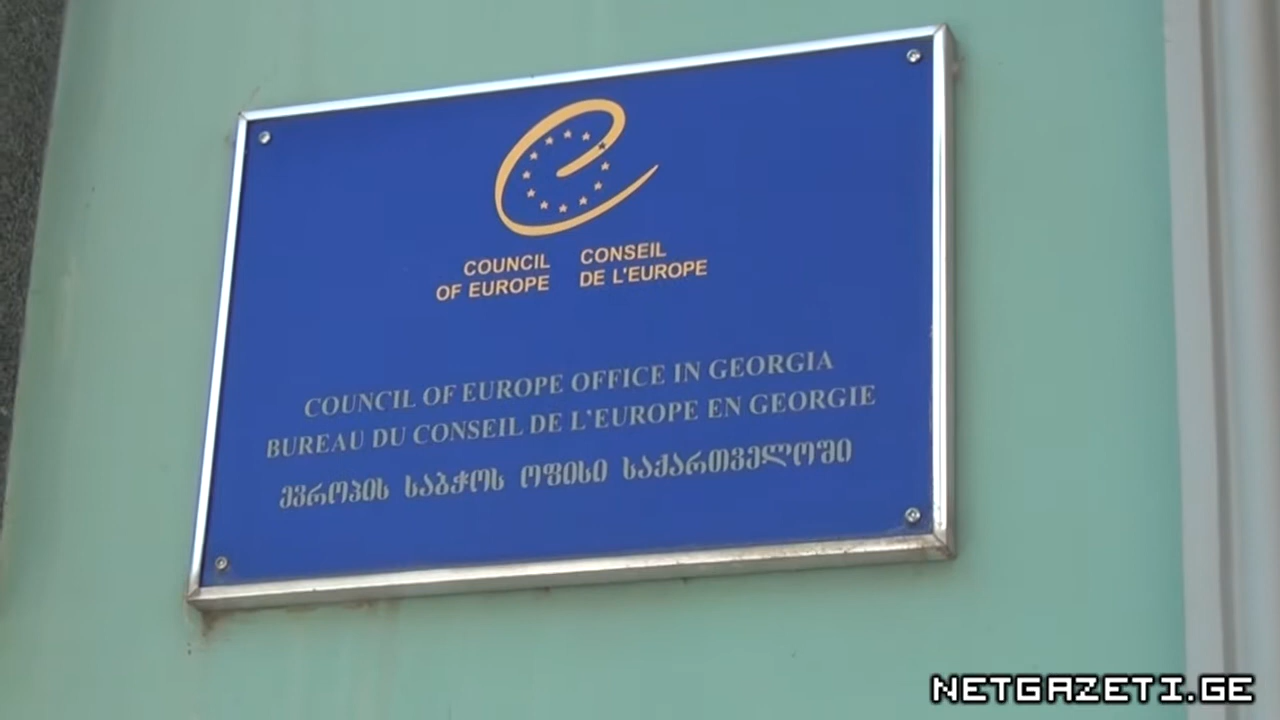 COUNCIL
OF EUROPE
CONSEIL
DE L'EUROPE
COUNCIL OF EUROPE OFFICE IN GEORGIA
BUREAU DU CONSEIL DE L'EUROPE EN GEORGIE
ევროპის საბჭოს ოფისი საქართველოში
NETGAZETI.GE